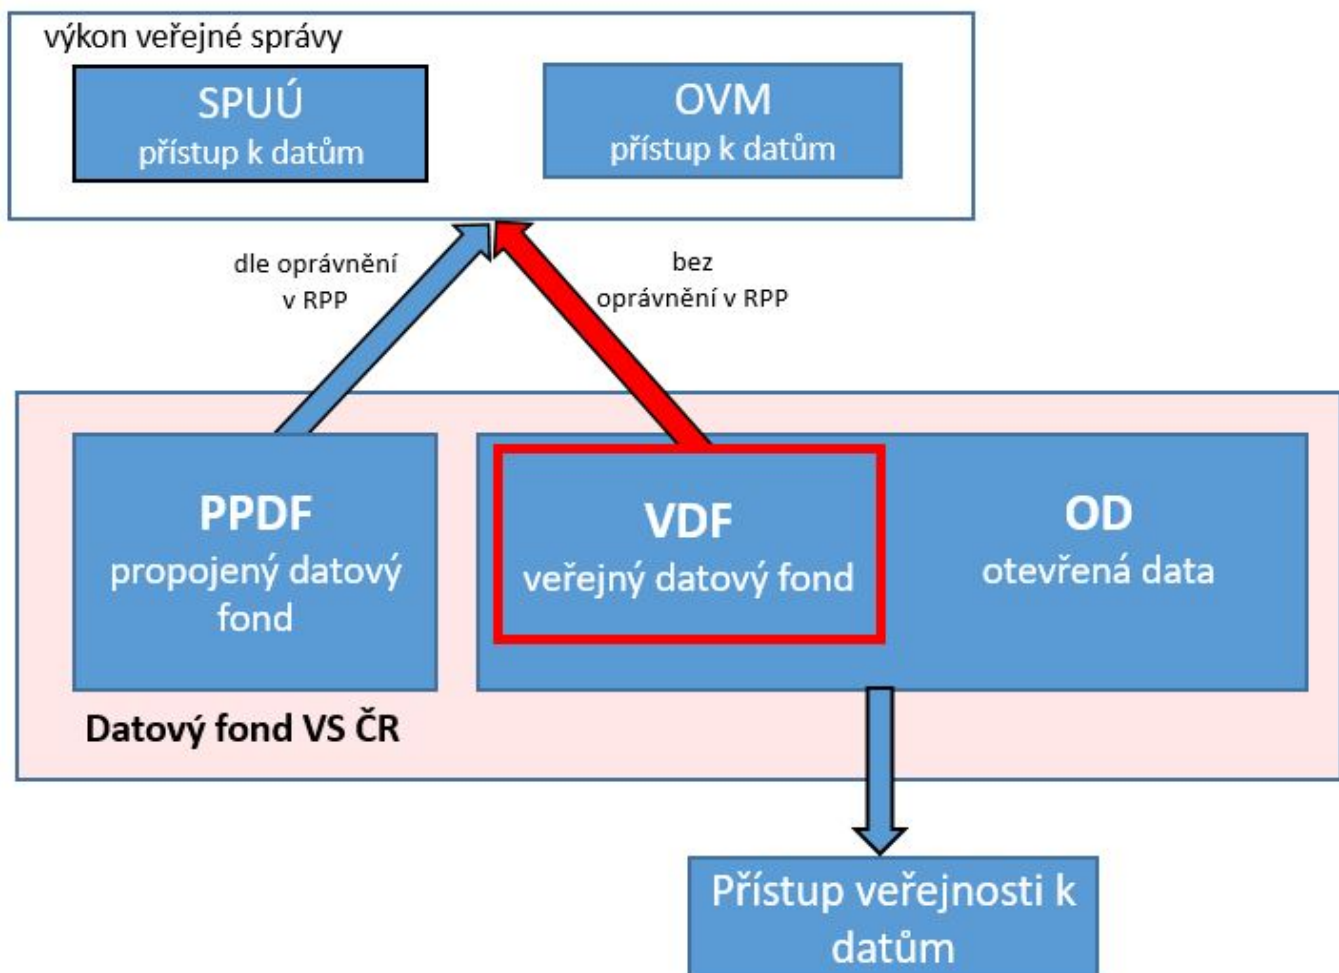 výkon veřejné správy
SPUÚ
přístup k datům
OVM
přístup k datům
dle oprávnění
v RPP
bez
oprávnění v RPP
PPDF
propojený datový
fond
VDF
veřejný datový fond
OD
otevřená data
Datový fond VS ČR
Přístup veřejnosti k
datům